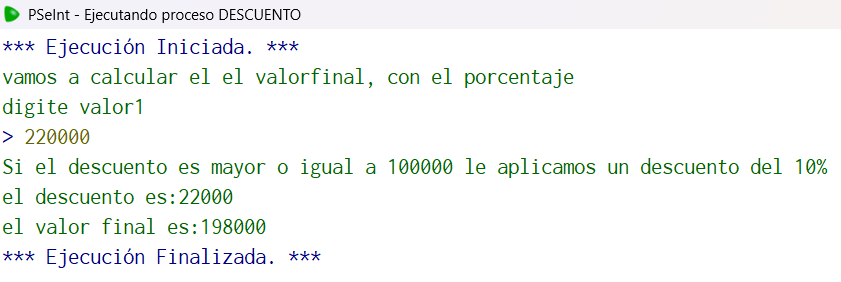 PSeInt - Ejecutando proceso DESCUENTO
*** Ejecución Iniciada. ***
vamos a calcular el el valorfinal, con el porcentaje
digite valor1
> 220000
Si el descuento es mayor o igual a 100000 le aplicamos un descuento del 10%
el descuento es:22000
el valor final es:198000
*** Ejecución Finalizada. ***